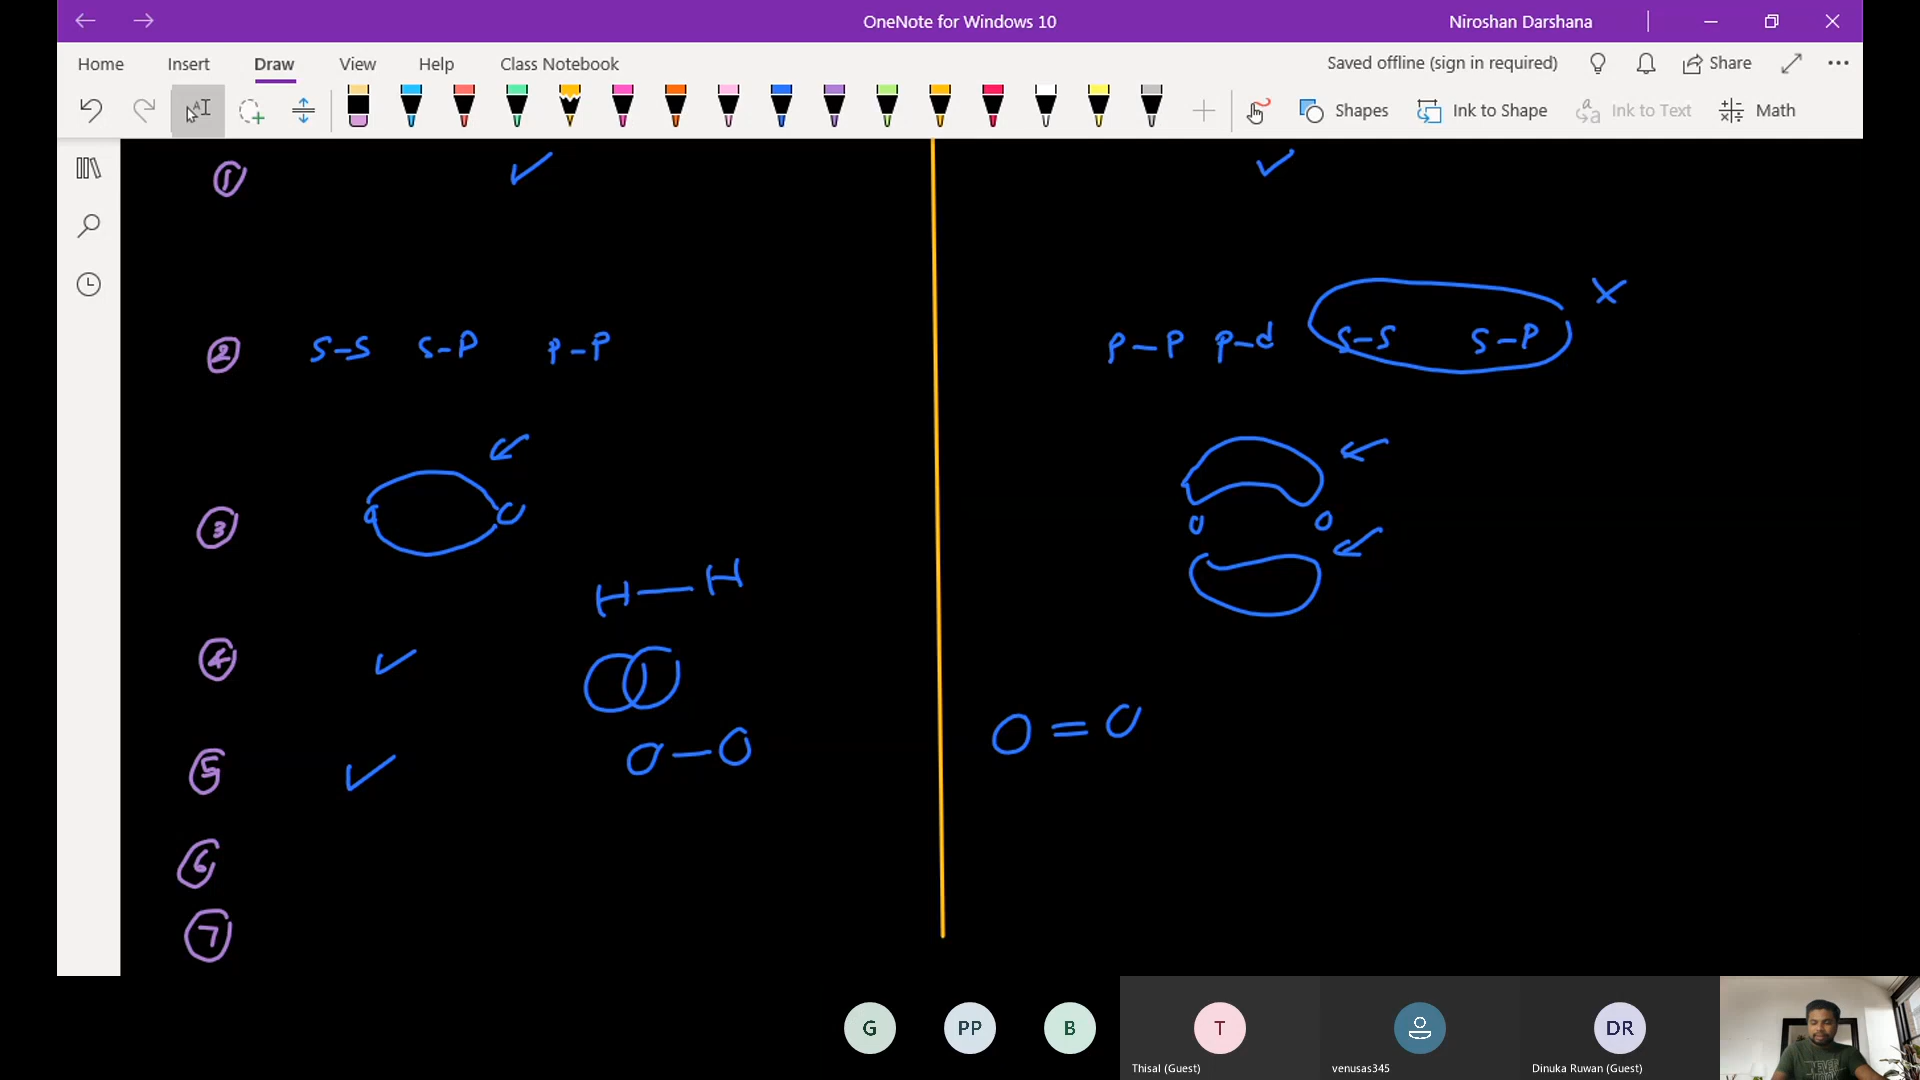 OneNote for Windows 10
Niroshan Darshana
Home Insert Draw View Help Class Notebook
Saved offline (sign in required) Share
Shapes Ink to Shape Ink to Text Math
1
2 S-S S-P P-P P-P P-d S-S S-P
3
H-H
4
5 O-O O=O
6
7
G PP B T DR
Thisal (Guest) venusas345 Dinuka Ruwan (Guest)